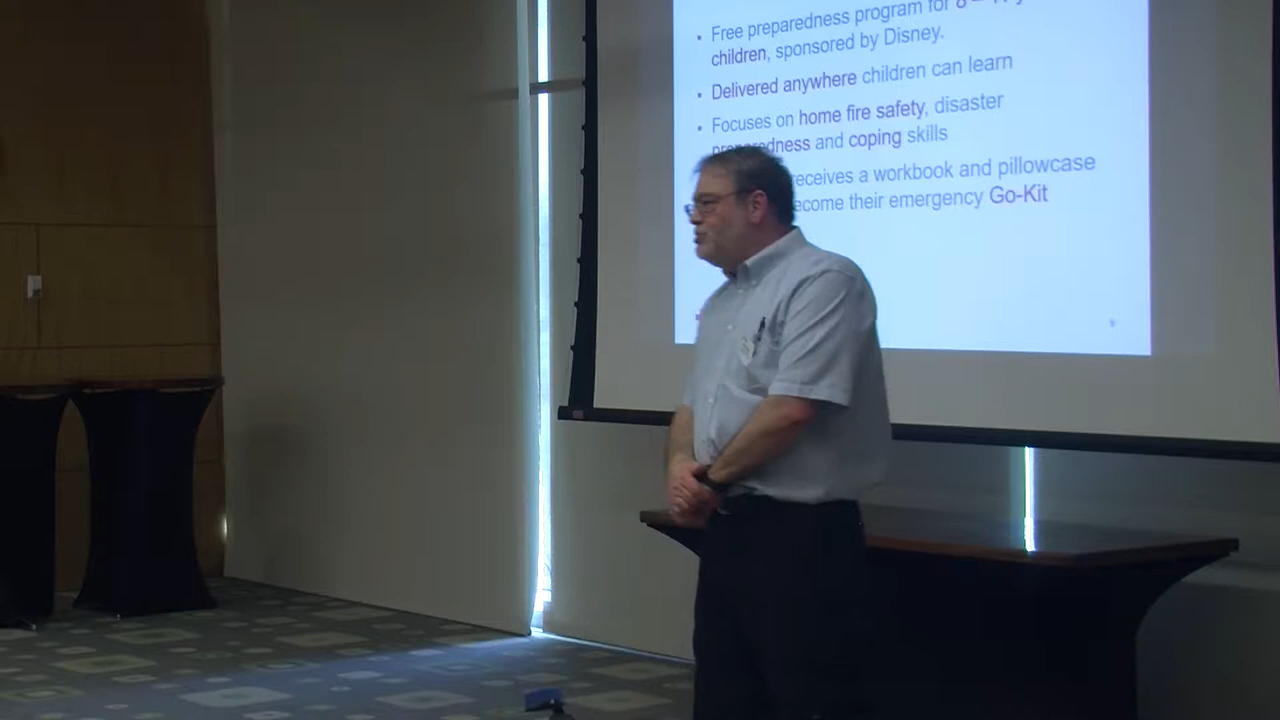 Free preparedness program for
children, sponsored by Disney.
Delivered anywhere children can learn
Focuses on home fire safety, disaster
preparedness and coping skills
receives a workbook and pillowcase
become their emergency Go-Kit